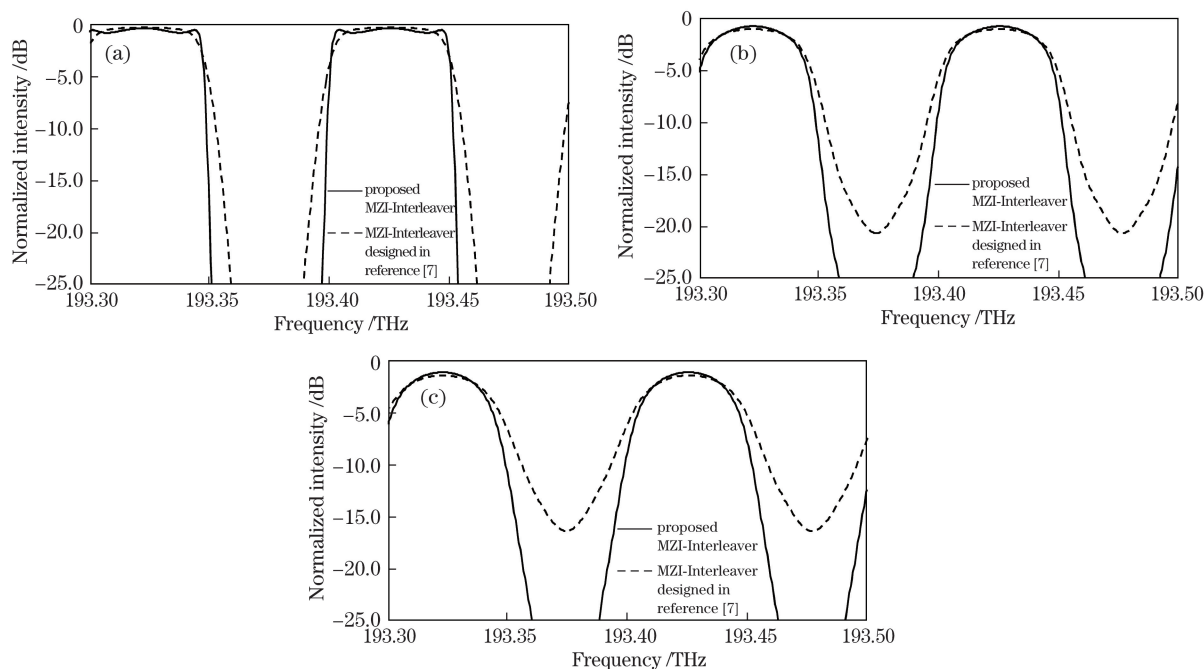 (a)
Normalized intensity /dB
0
−5.0
−10.0
−15.0
−20.0
−25.0
proposed
MZI-Interleaver
MZI-Interleaver
designed in
reference [7]
193.30
193.35
193.40
193.45
193.50
Frequency /THz
(b)
Normalized intensity /dB
0
−5.0
−10.0
−15.0
−20.0
−25.0
proposed
MZI-Interleaver
MZI-Interleaver
designed in
reference [7]
193.30
193.35
193.40
193.45
193.50
Frequency /THz
(c)
Normalized intensity /dB
0
−5.0
−10.0
−15.0
−20.0
−25.0
proposed
MZI-Interleaver
MZI-Interleaver
designed in
reference [7]
193.30
193.35
193.40
193.45
193.50
Frequency /THz